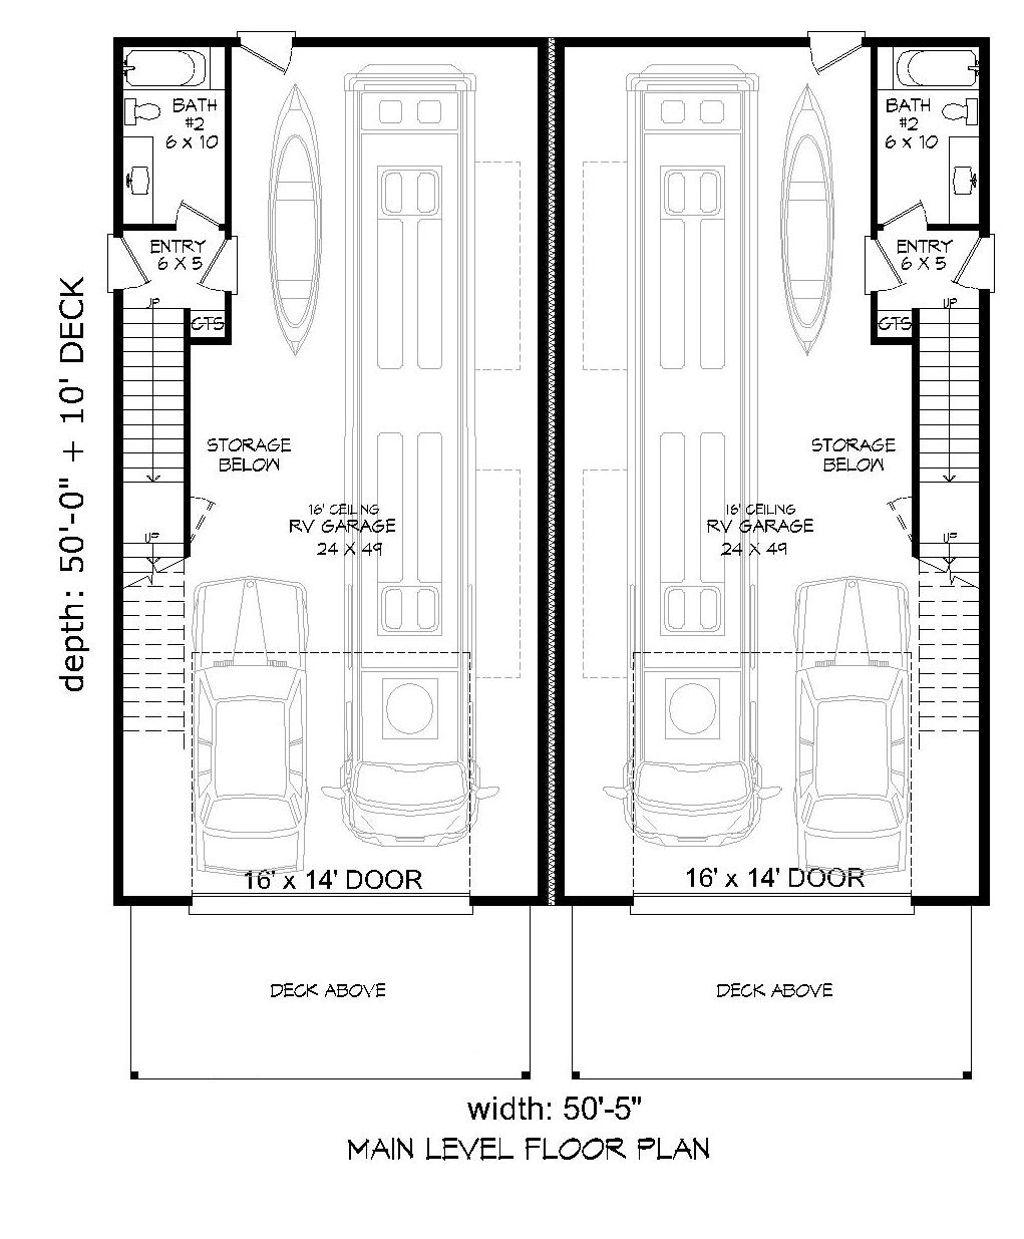 BATH
#2
6 x 10
BATH
#2
6 x 10
ENTRY
6 X 5
ENTRY
6 X 5
UP
UP
CTS
CTS
depth: 50'-0" + 10' DECK
STORAGE
BELOW
STORAGE
BELOW
16' CEILING
RV GARAGE
24 X 49
16' CEILING
RV GARAGE
24 X 49
UP
UP
16' x 14' DOOR
16' x 14' DOOR
DECK ABOVE
DECK ABOVE
width: 50'-5"
MAIN LEVEL FLOOR PLAN